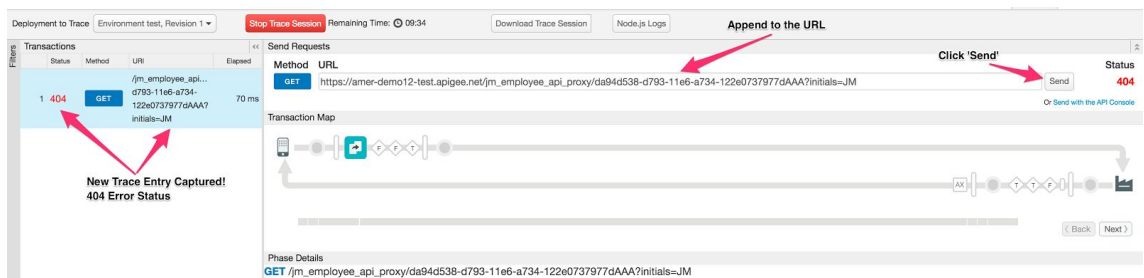 Deployment to Trace Environment test, Revision 1 Stop Trace Session Remaining Time: 09:34 Download Trace Session Node.js Logs
Append to the URL
Filters
Transactions
Status Method URI Elapsed
1 404 GET /jm_employee_api... 70 ms
d793-11e6-a734-
122e0737977dAAA?
initials=JM
New Trace Entry Captured!
404 Error Status
Send Requests
Click 'Send'
Method URL Status
GET https://amer-demo12-test.apigee.net/jm_employee_api_proxy/da94d538-d793-11e6-a734-122e0737977dAAA?initials=JM Send 404
Or Send with the API Console
Transaction Map
F F T
AX T T F
Back Next
Phase Details
GET /jm_employee_api_proxy/da94d538-d793-11e6-a734-122e0737977dAAA?initials=JM